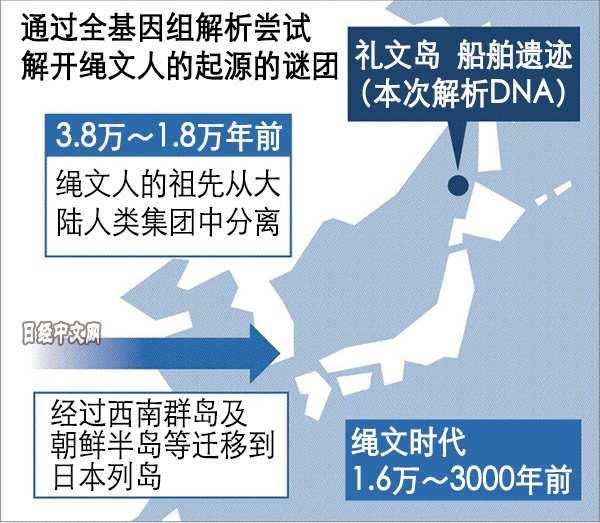 通过全基因组解析尝试
解开绳文人的起源的谜团
礼文岛 船舶遗迹
（本次解析DNA）
3.8万～1.8万年前
绳文人的祖先从大
陆人类集团中分离
日经中文网
经过西南群岛及
朝鲜半岛等迁移到
日本列岛
绳文时代
1.6万～3000年前